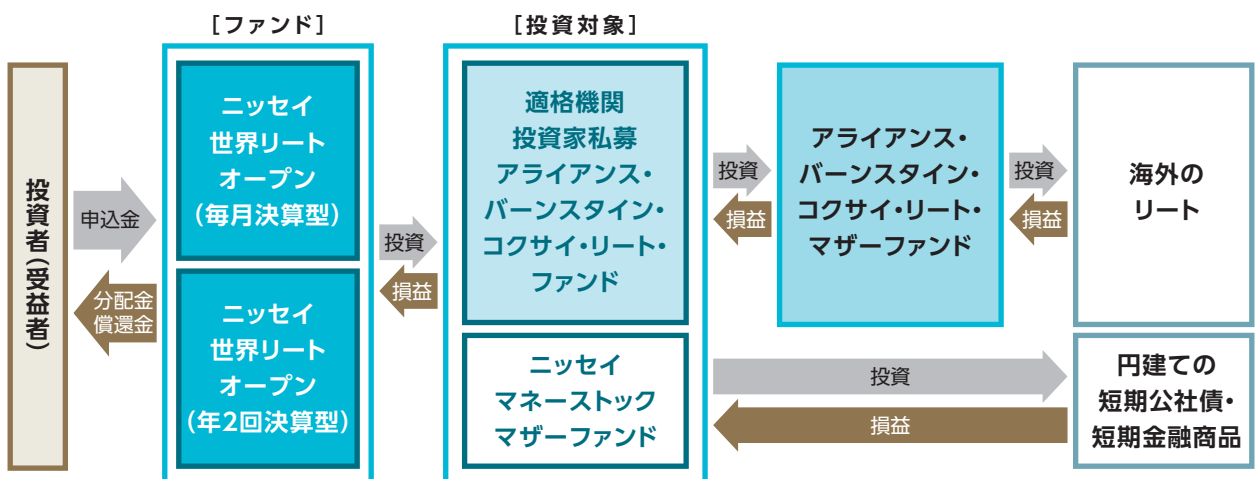 [ファンド]
[投資対象]
投資者(受益者)
申込金
分配金
償還金
ニッセイ
世界リート
オープン
(毎月決算型)
ニッセイ
世界リート
オープン
(年2回決算型)
投資
損益
適格機関
投資家私募
アライアンス・
バーンスタイン・
コクサイ・リート・
ファンド
ニッセイ
マネーストック
マザーファンド
投資
損益
アライアンス・
バーンスタイン・
コクサイ・リート・
マザーファンド
投資
損益
海外の
リート
投資
損益
円建ての
短期公社債・
短期金融商品